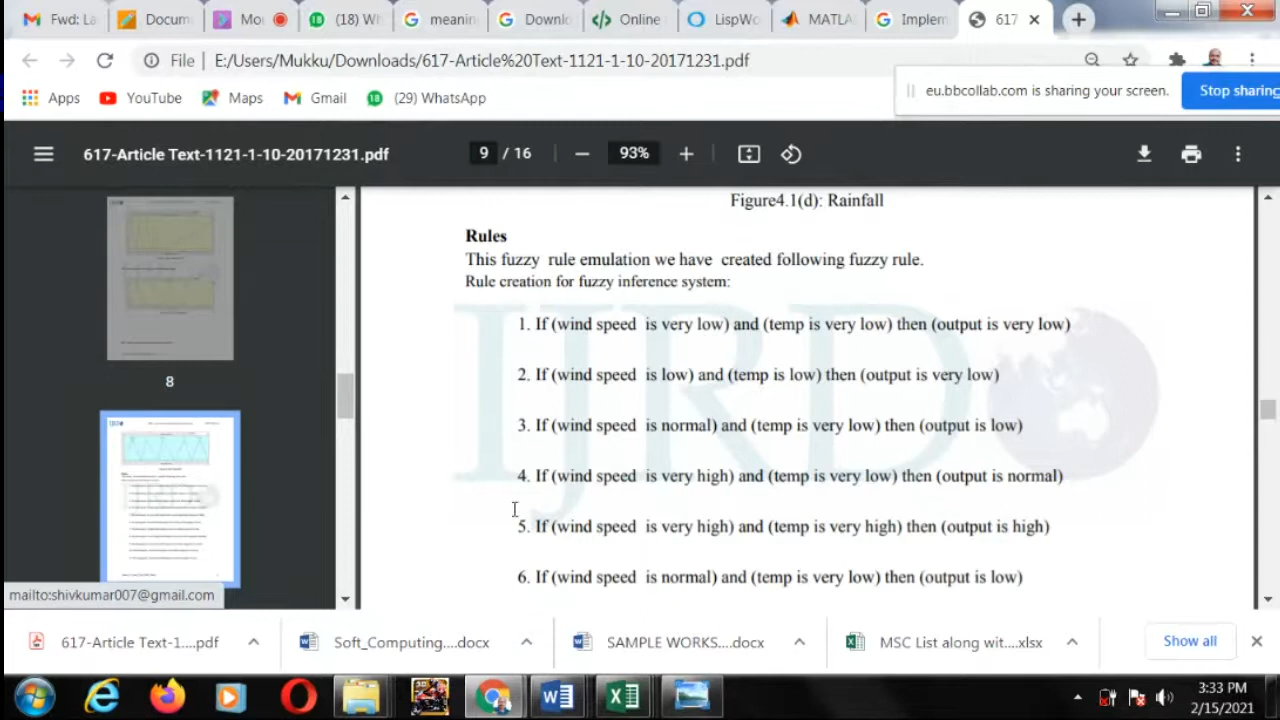 Fwd: La
Docum
Mou
(18) Wh
meanin
Downlo
Online
LispWo
MATLA
Implem
617
File | E:/Users/Mukku/Downloads/617-Article%20Text-1121-1-10-20171231.pdf
Apps YouTube Maps Gmail (29) WhatsApp
eu.bbcollab.com is sharing your screen. Stop sharing
617-Article Text-1121-1-10-20171231.pdf 9 / 16 93%
8
Figure4.1(d): Rainfall
Rules
This fuzzy rule emulation we have created following fuzzy rule.
Rule creation for fuzzy inference system:
1. If (wind speed is very low) and (temp is very low) then (output is very low)
2. If (wind speed is low) and (temp is low) then (output is very low)
3. If (wind speed is normal) and (temp is very low) then (output is low)
4. If (wind speed is very high) and (temp is very low) then (output is normal)
5. If (wind speed is very high) and (temp is very high) then (output is high)
6. If (wind speed is normal) and (temp is very low) then (output is low)
IIRD
mailto:shivkumar007@gmail.com
617-Article Text-1....pdf
Soft_Computing....docx
SAMPLE WORKS...docx
MSC List along wit....xlsx
Show all
3:33 PM
2/15/2021